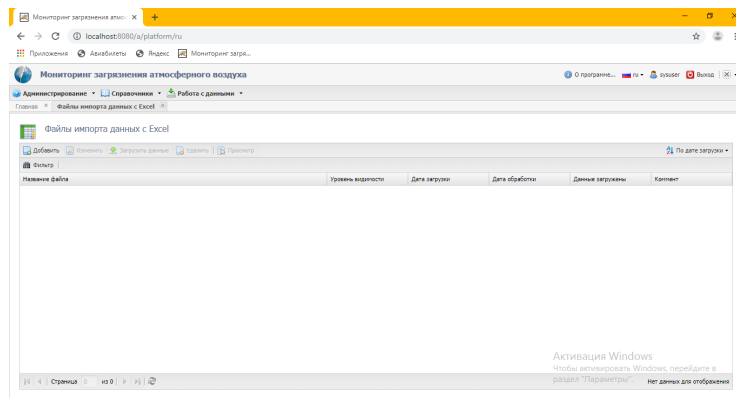 Мониторинг загрязнения атмо
localhost:8080/a/platform/ru
Приложения Авиабилеты Яндекс Мониторинг загря...
Мониторинг загрязнения атмосферного воздуха О программе... ru sysuser Выход
Администрирование Справочники Работа с данными
Главная Файлы импорта данных с Excel
Файлы импорта данных с Excel
Добавить Изменить Загрузить данные Удалить Просмотр По дате загрузки
Фильтр
Название файла Уровень видимости Дата загрузки Дата обработки Данные загружены Коммент
Активация Windows
Чтобы активировать Windows, перейдите в
раздел "Параметры".
Страница 0 из 0 Нет данных для отображения